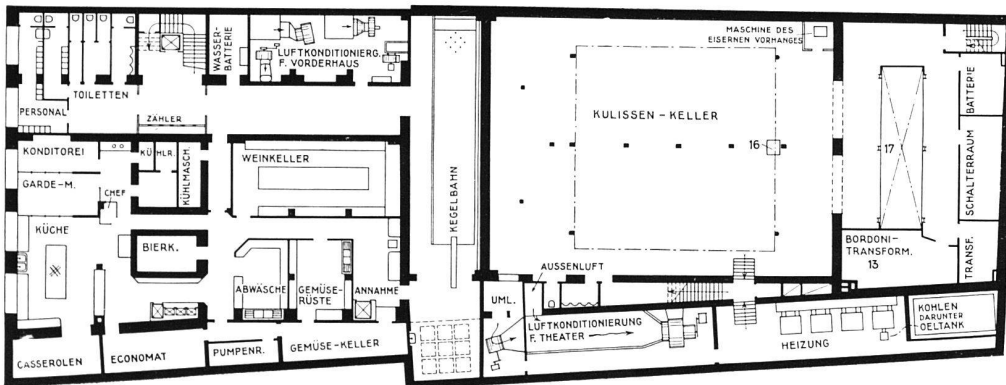 WASSER-
BATTERIE
LUFTKONDITIONIERG.
F. VORDERHAUS
MASCHINE DES
EISERNEN VORHANGES
TOILETTEN
PERSONAL
ZÄHLER
KULISSEN - KELLER
BATTERIE
KONDITOREI
KÜ
HLR.
KÜHLMASCH.
WEINKELLER
KEGELBAHN
16
17
SCHALTERRAUM
GARDE-M.
CHEF
KÜCHE
BIERK.
BORDONI-
TRANSFORM.
13
TRANSF.
ABWÄSCHE
GEMÜSE-
RÜSTE
ANNAHME
AUSSENLUFT
UML.
LUFTKONDITIONIERUNG
F. THEATER
KOHLEN
DARUNTER
OELTANK
HEIZUNG
CASSEROLEN
ECONOMAT
PUMPENR.
GEMÜSE-KELLER